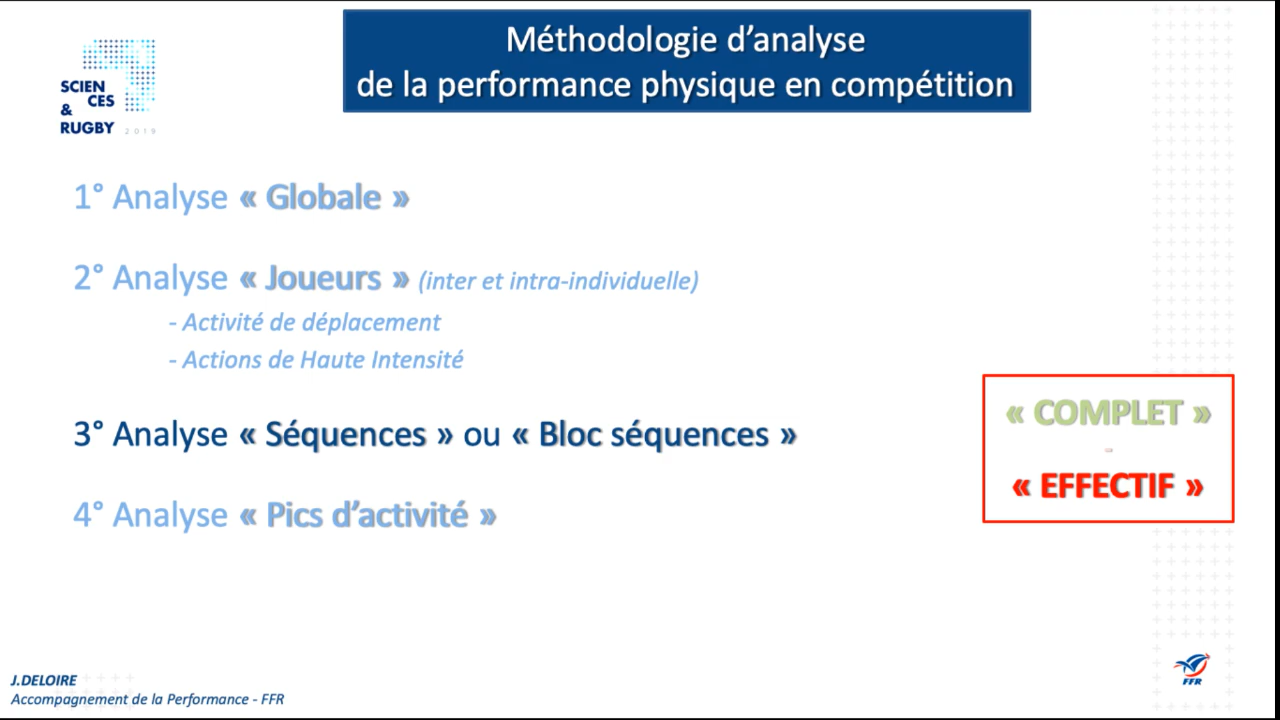 Méthodologie d’analyse
de la performance physique en compétition
SCIEN
CES
&
RUGBY 2019
1° Analyse « Globale »
2° Analyse « Joueurs » (inter et intra-individuelle)
- Activité de déplacement
- Actions de Haute Intensité
3° Analyse « Séquences » ou « Bloc séquences »
« COMPLET »
-
« EFFECTIF »
4° Analyse « Pics d’activité »
J.DELOIRE
Accompagnement de la Performance - FFR
FFR